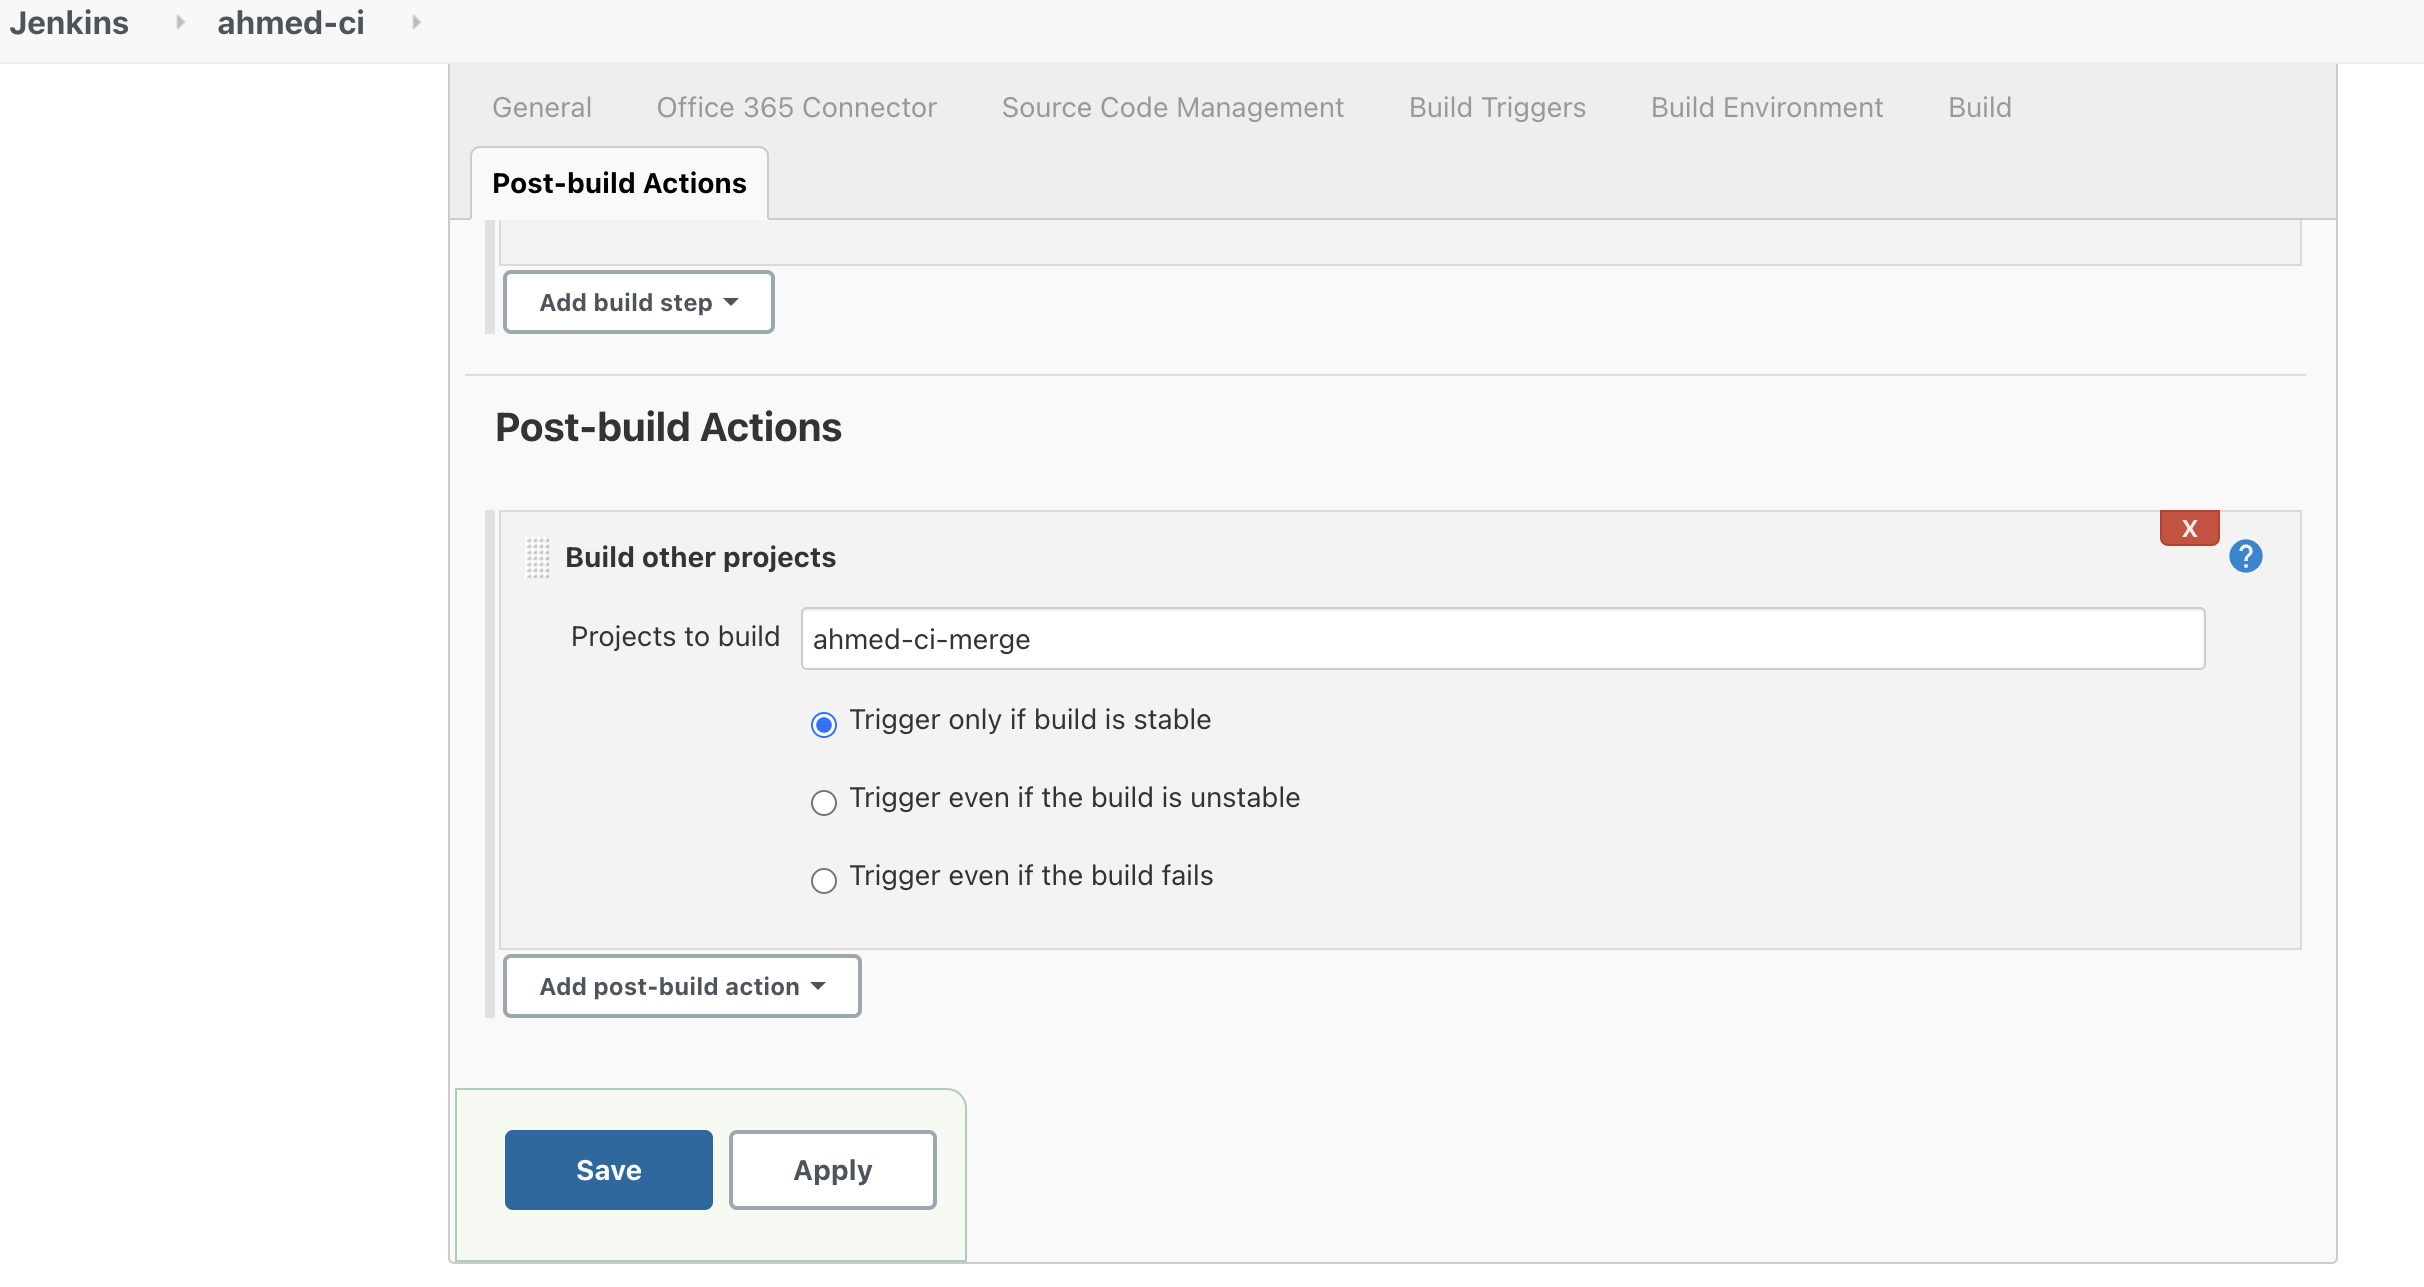 Jenkins ahmed-ci
General Office 365 Connector Source Code Management Build Triggers Build Environment Build
Post-build Actions
Add build step
Post-build Actions
X
Build other projects ?
Projects to build ahmed-ci-merge
Trigger only if build is stable
Trigger even if the build is unstable
Trigger even if the build fails
Add post-build action
Save Apply